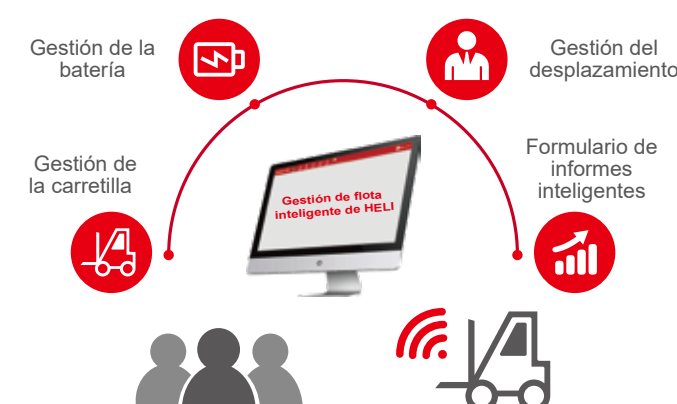 Gestión de la
batería
Gestión del
desplazamiento
Gestión de
la carretilla
Gestión de flota
inteligente de HELI
Formulario de
informes
inteligentes